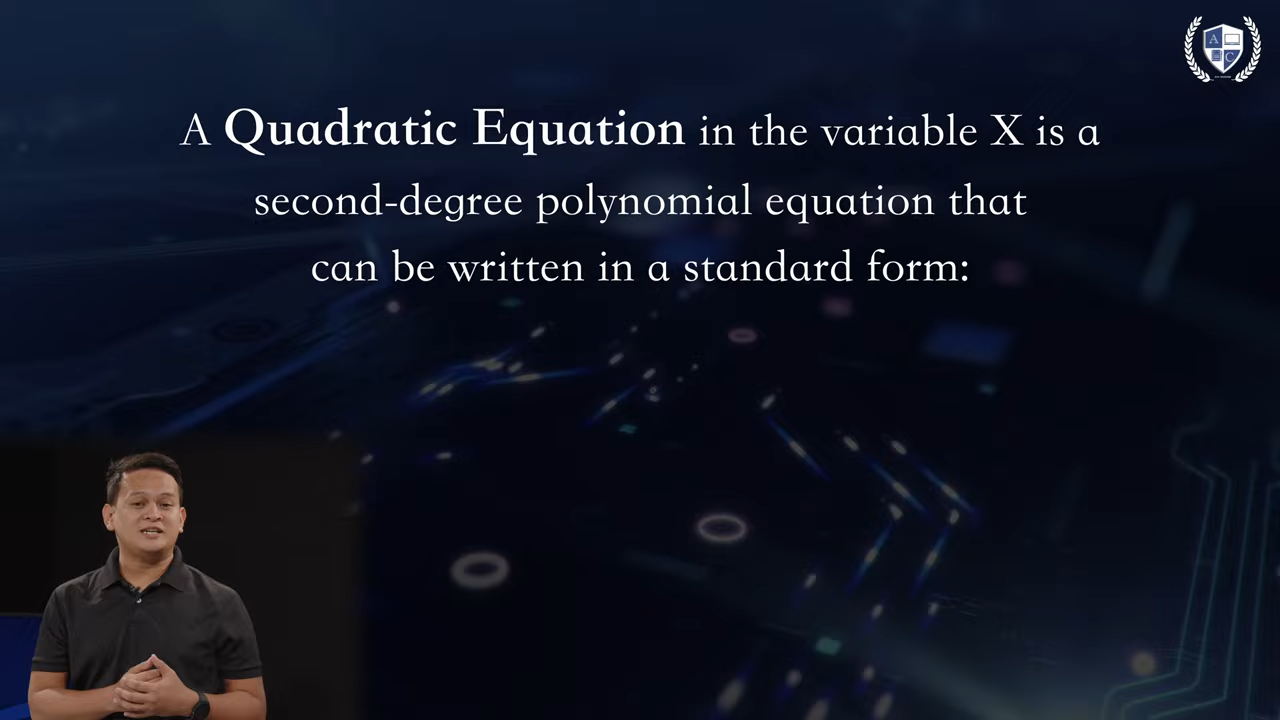 A Quadratic Equation in the variable X is a
second-degree polynomial equation that
can be written in a standard form:
A
C